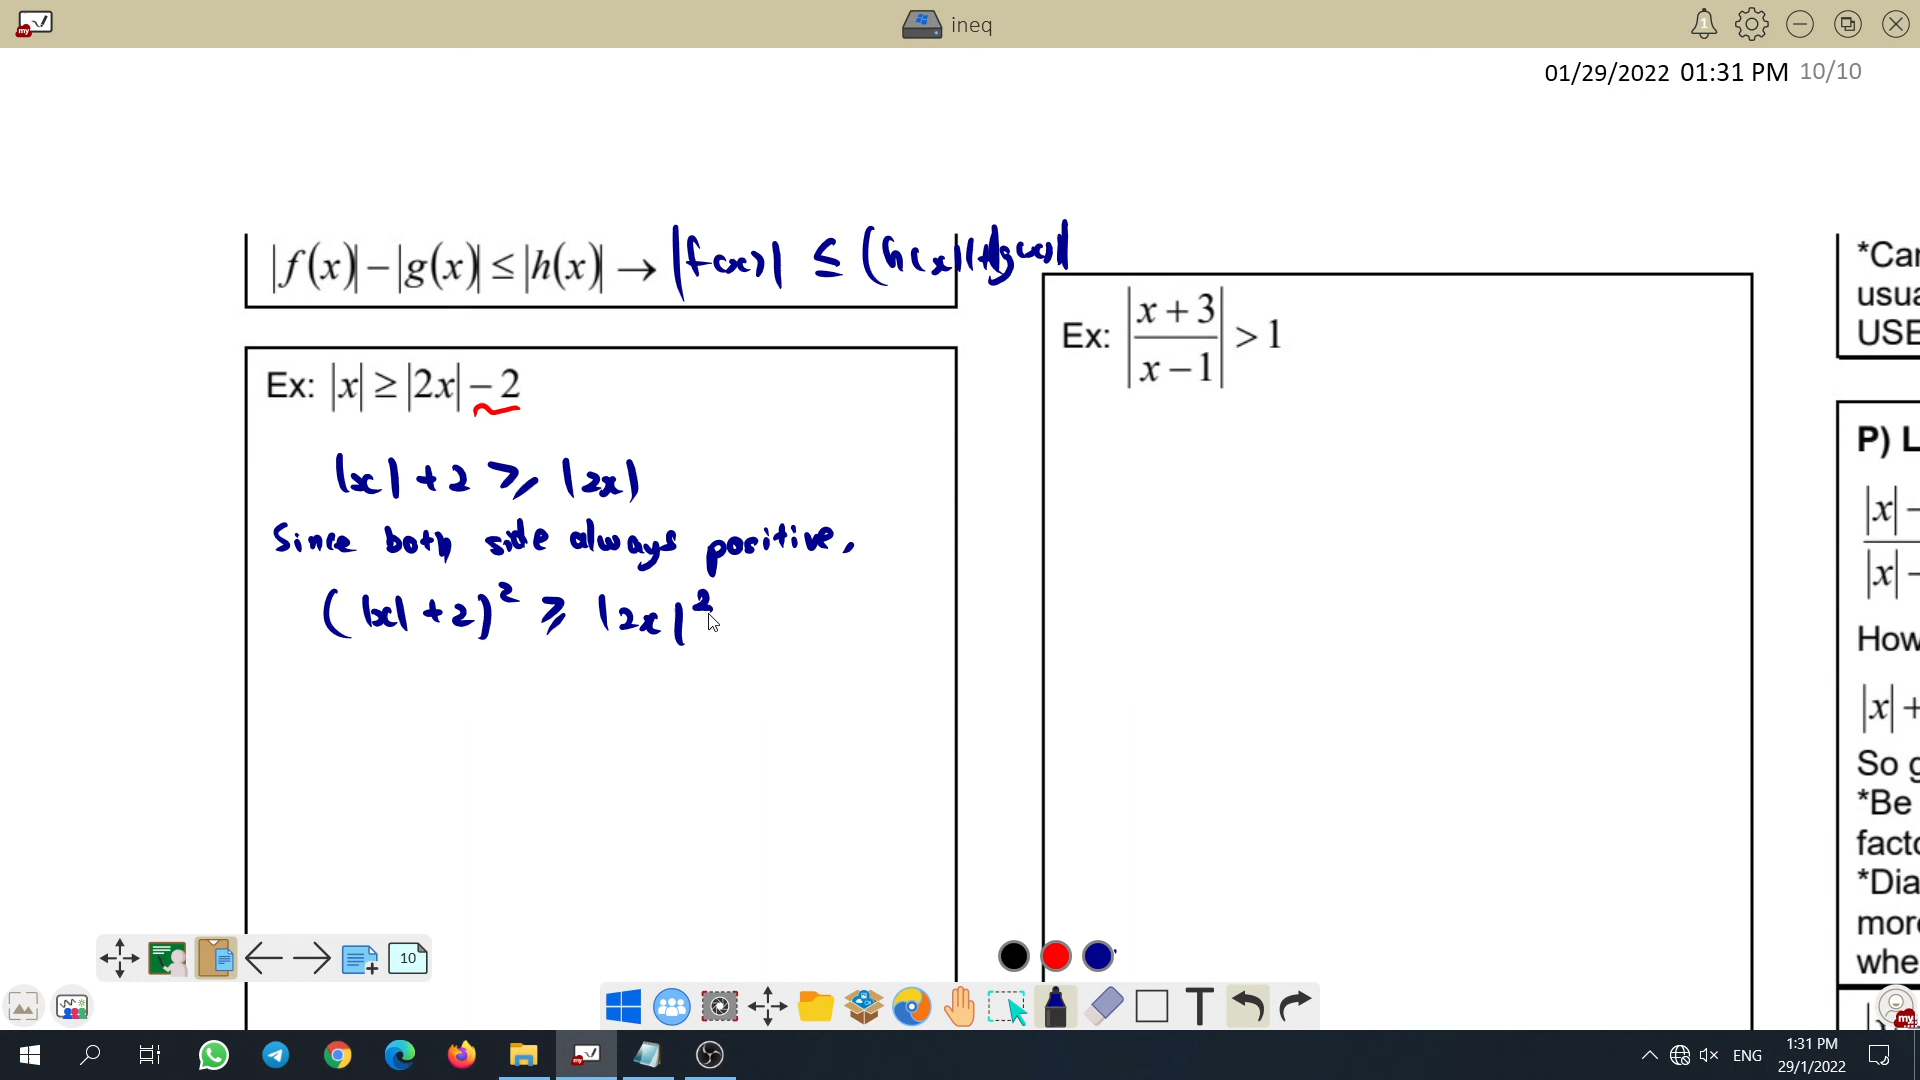 ineq
01/29/2022 01:31 PM 10/10
|f(x)| − |g(x)| ≤ |h(x)| → |f(x)| ≤ |h(x)|+|g(x)|
Ex: |x| ≥ |2x| − 2
|x| + 2 ≥ |2x|
Since both side always positive,
(|x| + 2)² ≥ |2x|²
Ex: |(x + 3)/(x − 1)| > 1
*Car
usua
USE
P) L
|x| −
|x| −
How
|x| +
So g
*Be
facto
*Dia
more
whe
10
T
ENG
1:31 PM
29/1/2022